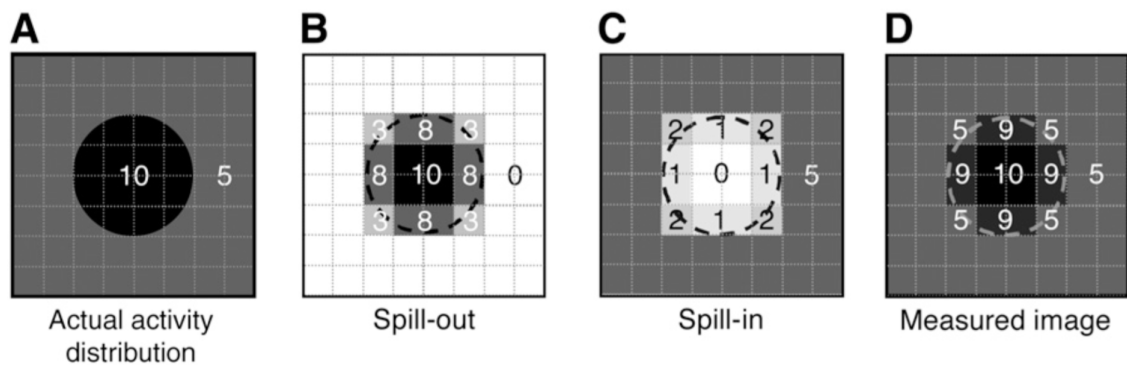 A
B
C
D
10
5
3 8 3
8 10 8 0
3 8 3
2 1 2
1 0 1 5
2 1 2
5 9 5
9 10 9 5
5 9 5
Actual activity
distribution
Spill-out
Spill-in
Measured image